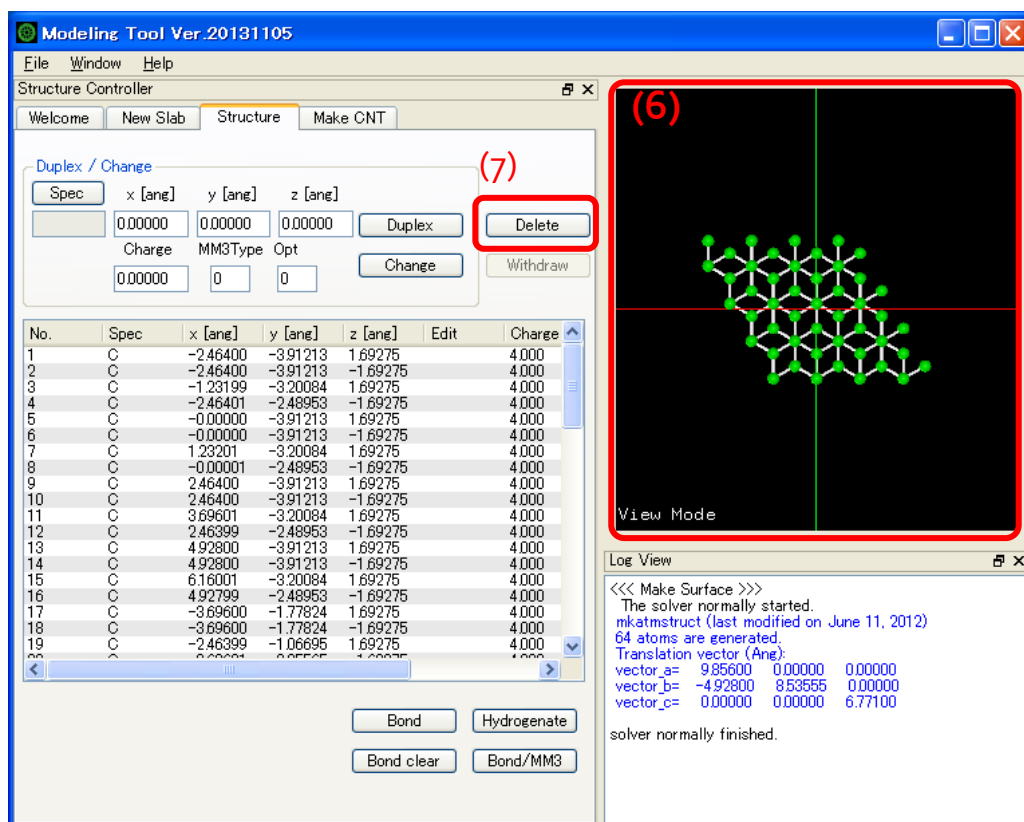 Modeling Tool Ver.20131105
File Window Help
Structure Controller
Welcome New Slab Structure Make CNT
Duplex / Change
Spec x [ang] y [ang] z [ang]
0.00000 0.00000 0.00000 Duplex
Charge MM3Type Opt
0.00000 0 0 Change
(7)
Delete
Withdraw
No. Spec x [ang] y [ang] z [ang] Edit Charge
1 C -2.46400 -3.91213 1.69275 4.000
2 C -2.46400 -3.91213 -1.69275 4.000
3 C -1.23199 -3.20084 1.69275 4.000
4 C -2.46401 -2.48953 -1.69275 4.000
5 C -0.00000 -3.91213 1.69275 4.000
6 C -0.00000 -3.91213 -1.69275 4.000
7 C 1.23201 -3.20084 1.69275 4.000
8 C -0.00001 -2.48953 -1.69275 4.000
9 C 2.46400 -3.91213 1.69275 4.000
10 C 2.46400 -3.91213 -1.69275 4.000
11 C 3.69601 -3.20084 1.69275 4.000
12 C 2.46399 -2.48953 -1.69275 4.000
13 C 4.92800 -3.91213 1.69275 4.000
14 C 4.92800 -3.91213 -1.69275 4.000
15 C 6.16001 -3.20084 1.69275 4.000
16 C 4.92799 -2.48953 -1.69275 4.000
17 C -3.69600 -1.77824 1.69275 4.000
18 C -3.69600 -1.77824 -1.69275 4.000
19 C -2.46399 -1.06695 1.69275 4.000
Bond Hydrogenate
Bond clear Bond/MM3
(6)
View Mode
Log View
<<< Make Surface >>>
The solver normally started.
mkatmstruct (last modified on June 11, 2012)
64 atoms are generated.
Translation vector (Ang):
vector_a= 9.85600 0.00000 0.00000
vector_b= -4.92800 8.53555 0.00000
vector_c= 0.00000 0.00000 6.77100
solver normally finished.